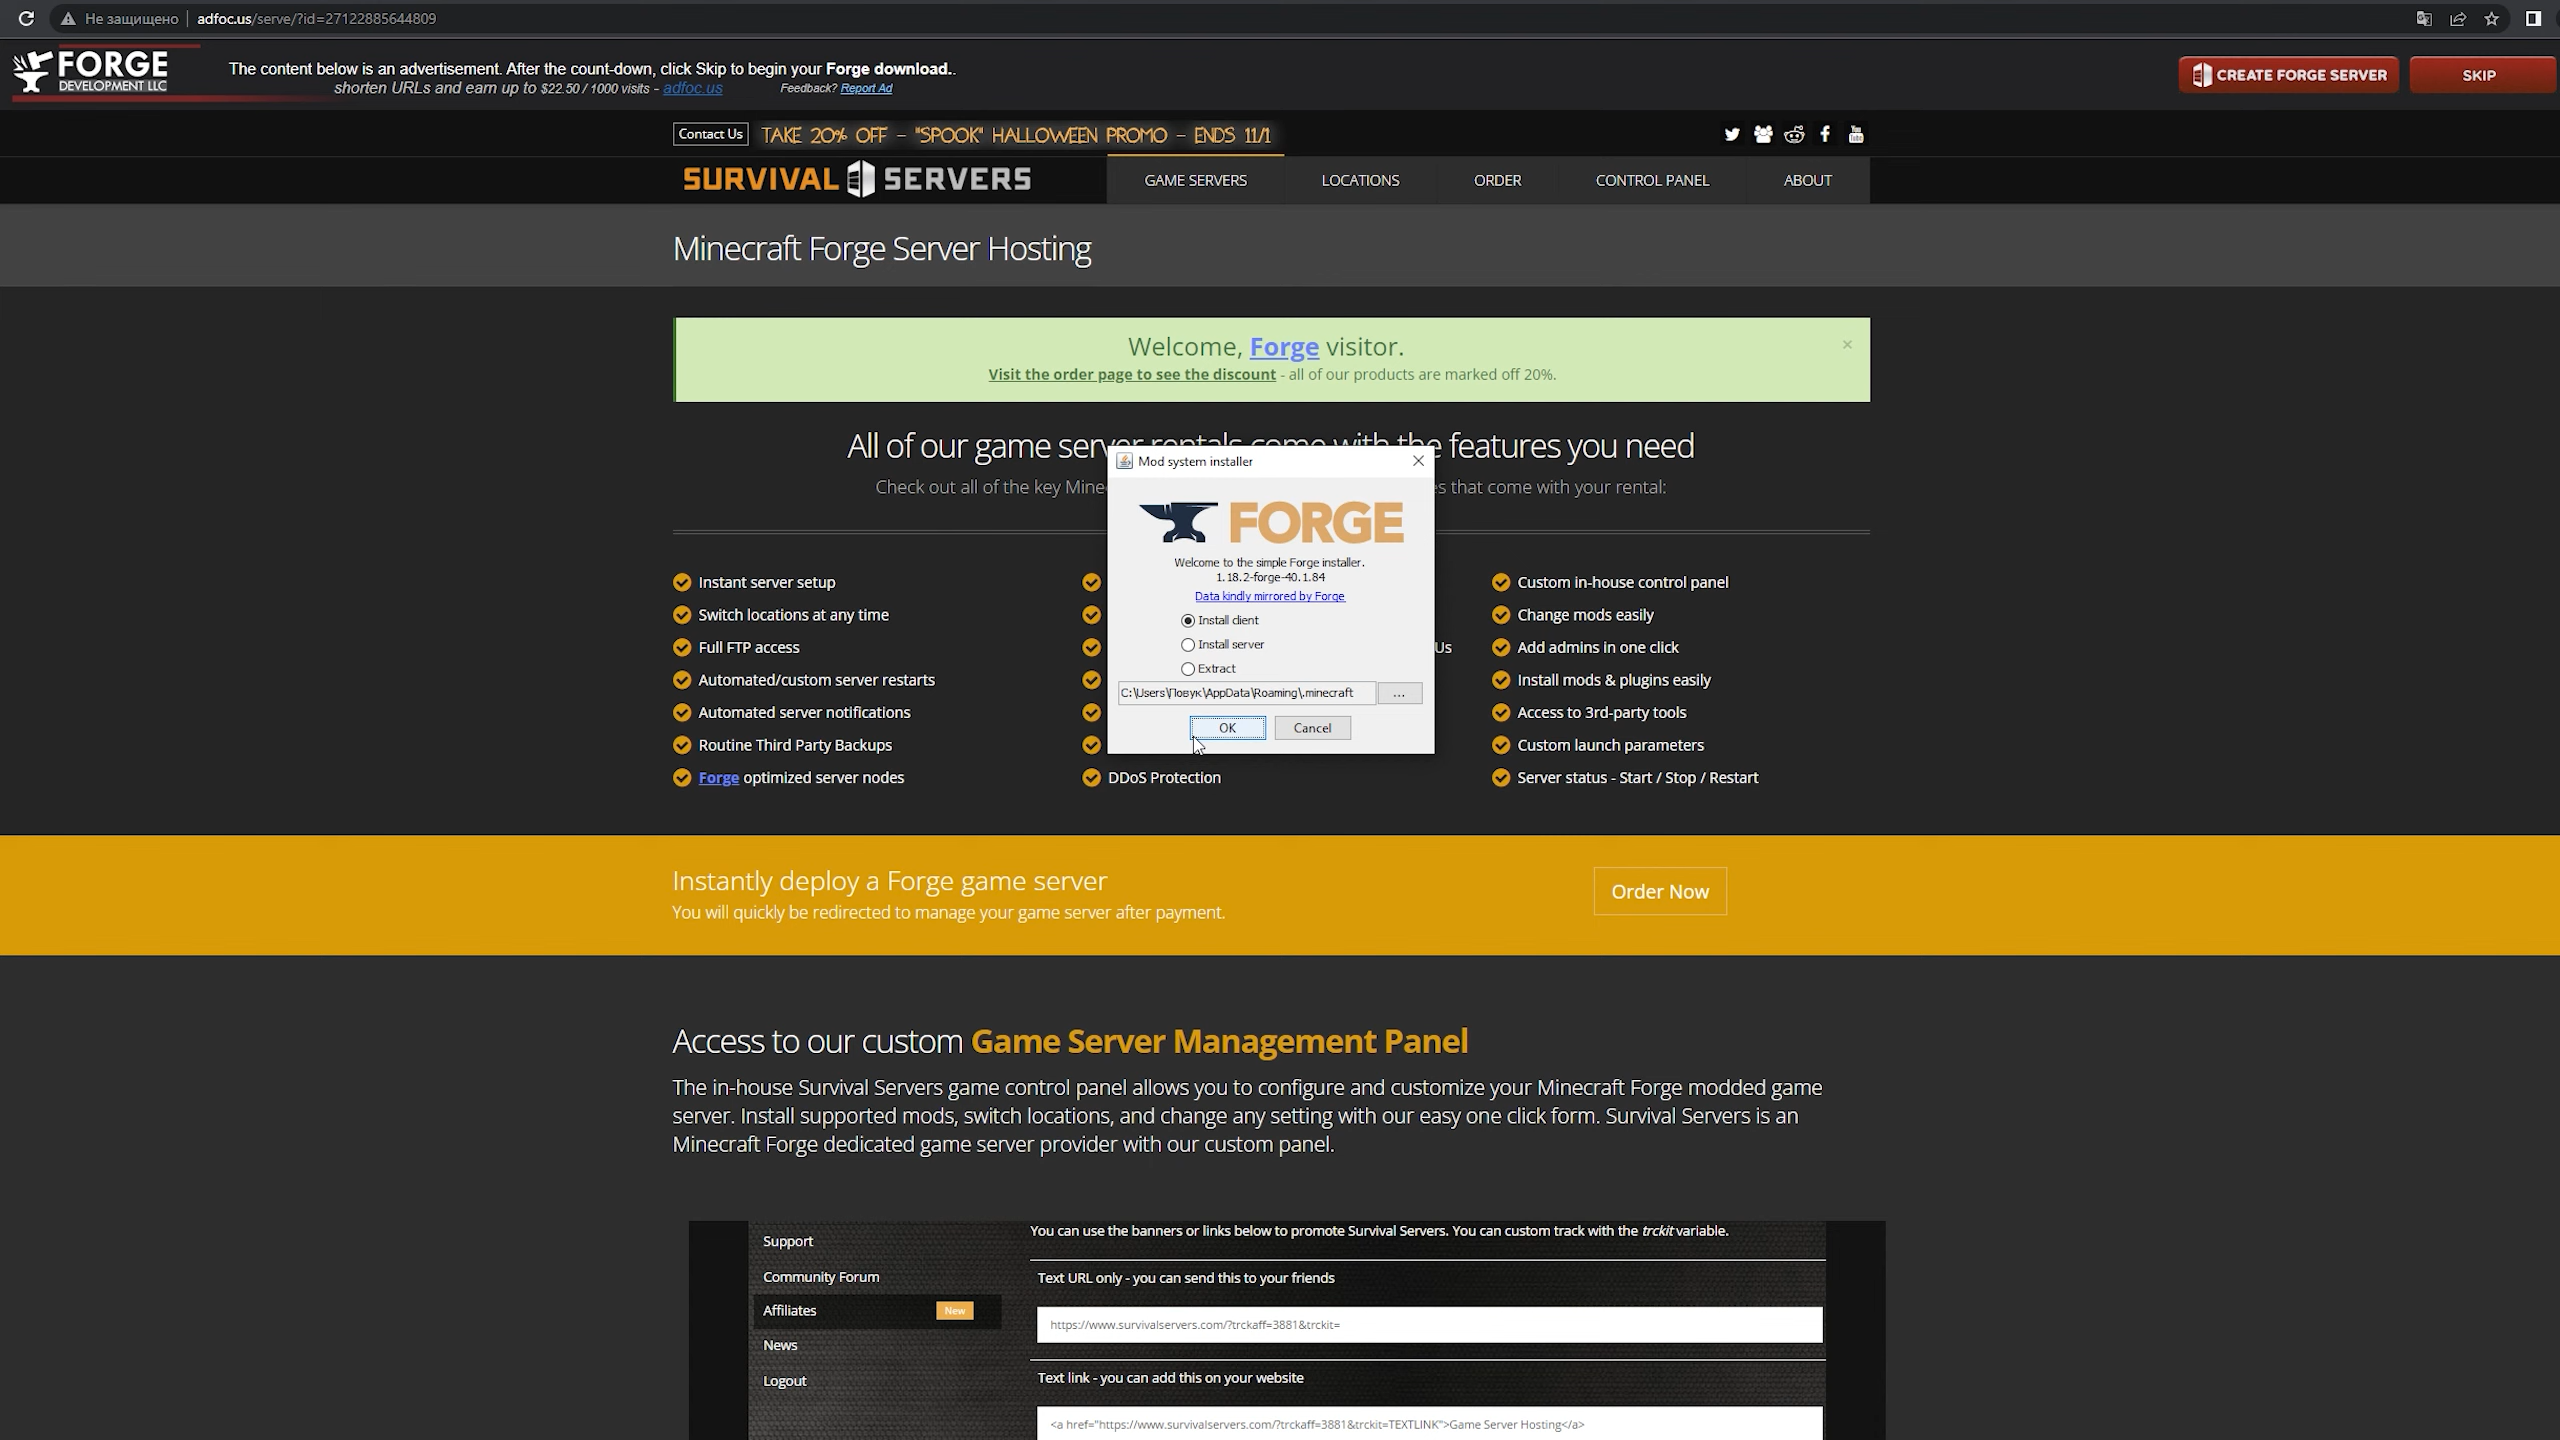 Не защищено adfoc.us/serve/?id=27122885644809
FORGE
DEVELOPMENT LLC
The content below is an advertisement. After the count-down, click Skip to begin your Forge download..
shorten URLs and earn up to $22.50 / 1000 visits - adfoc.us Feedback? Report Ad
CREATE FORGE SERVER
SKIP
Contact Us TAKE 20% OFF - "SPOOK" HALLOWEEN PROMO - ENDS 11/1
SURVIVAL SERVERS
GAME SERVERS LOCATIONS ORDER CONTROL PANEL ABOUT
Minecraft Forge Server Hosting
Welcome, Forge visitor.
Visit the order page to see the discount - all of our products are marked off 20%.
All of our game server rentals come with the features you need
Check out all of the key Mine
s that come with your rental:
Instant server setup
Switch locations at any time
Full FTP access
Automated/custom server restarts
Automated server notifications
Routine Third Party Backups
Forge optimized server nodes
Us
DDoS Protection
Custom in-house control panel
Change mods easily
Add admins in one click
Install mods & plugins easily
Access to 3rd-party tools
Custom launch parameters
Server status - Start / Stop / Restart
Mod system installer
FORGE
Welcome to the simple Forge installer.
1.18.2-forge-40.1.84
Data kindly mirrored by Forge
Install client
Install server
Extract
C:\Users\Повук\AppData\Roaming\.minecraft ...
OK Cancel
Instantly deploy a Forge game server
You will quickly be redirected to manage your game server after payment.
Order Now
Access to our custom Game Server Management Panel
The in-house Survival Servers game control panel allows you to configure and customize your Minecraft Forge modded game
server. Install supported mods, switch locations, and change any setting with our easy one click form. Survival Servers is an
Minecraft Forge dedicated game server provider with our custom panel.
Support
Community Forum
Affiliates New
News
Logout
You can use the banners or links below to promote Survival Servers. You can custom track with the trckit variable.
Text URL only - you can send this to your friends
https://www.survivalservers.com/?trckaff=3881&trckit=
Text link - you can add this on your website
<a href="https://www.survivalservers.com/?trckaff=3881&trckit=TEXTLINK">Game Server Hosting</a>